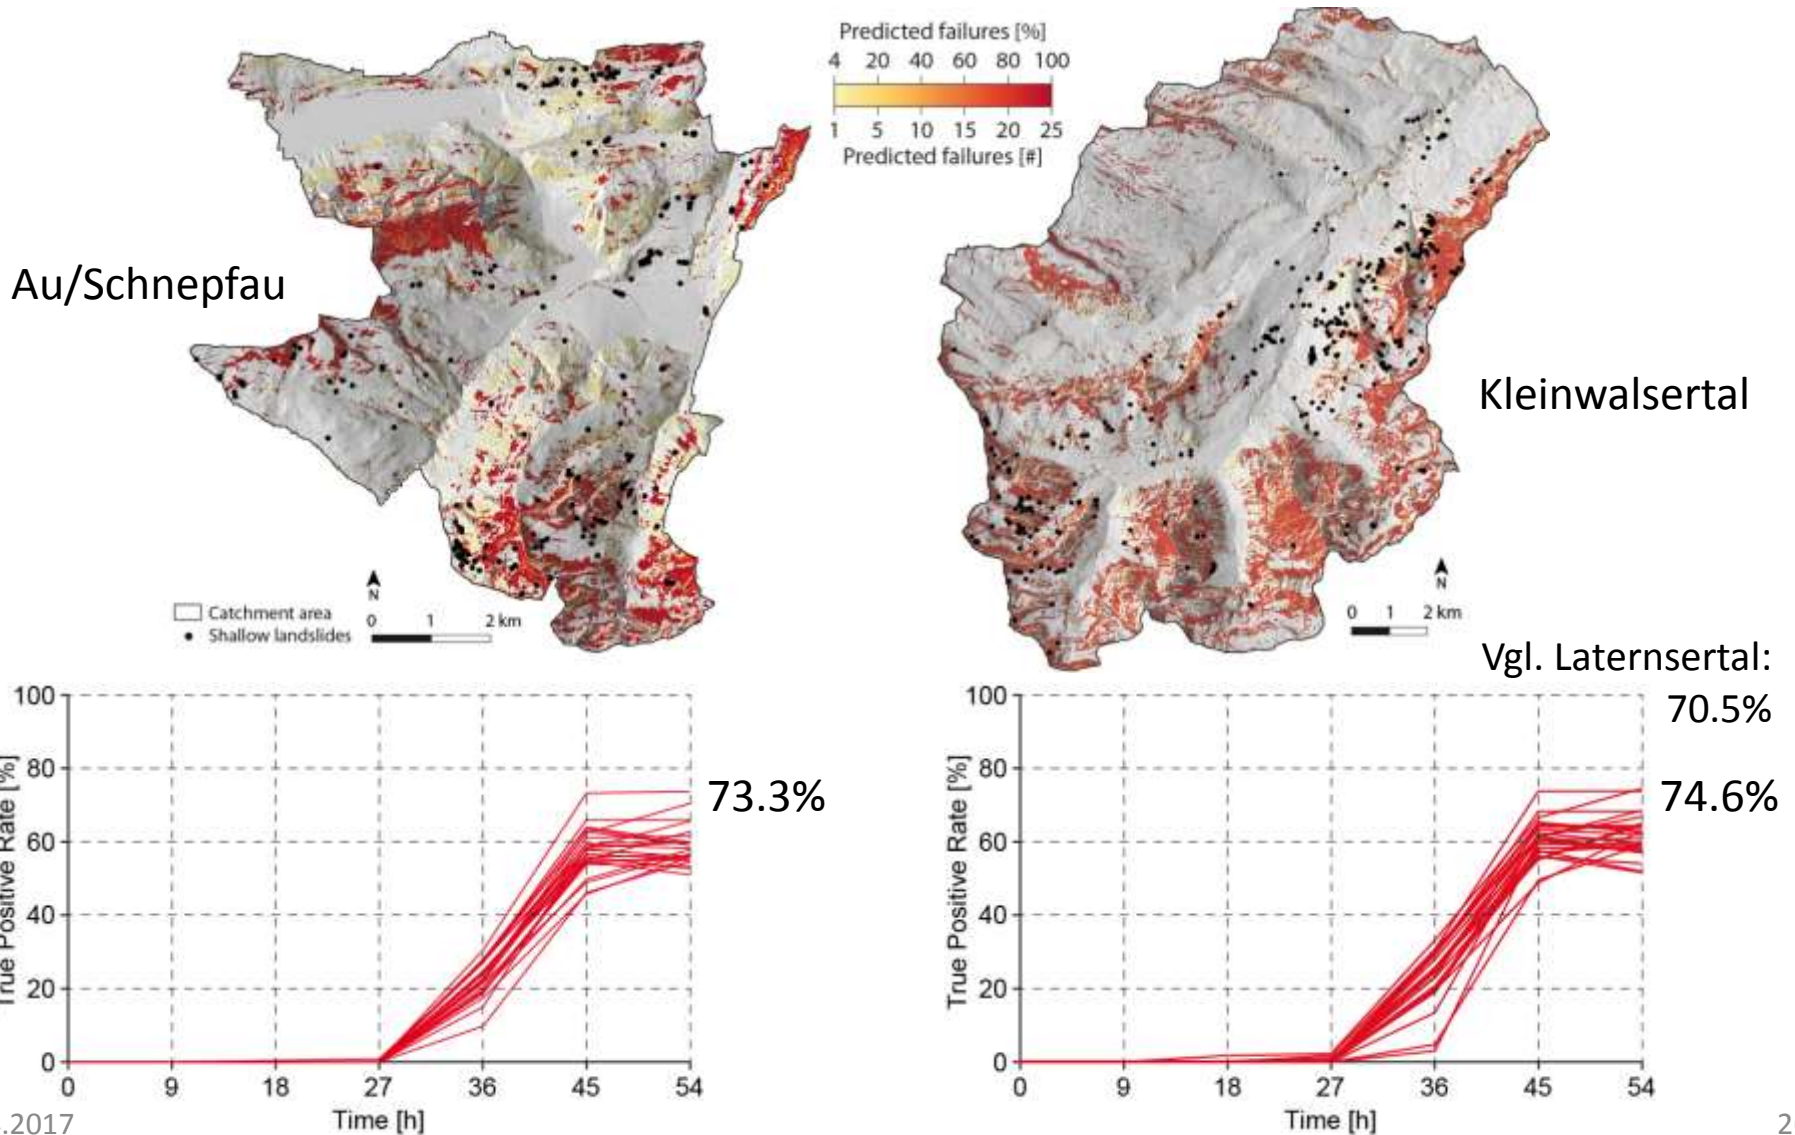 Predicted failures [%]
4 20 40 60 80 100
1 5 10 15 20 25
Predicted failures [#]
Au/Schnepfau
Kleinwalsertal
N
0 1 2 km
Catchment area
Shallow landslides
N
0 1 2 km
Vgl. Laternsertal:
70.5%
100
80
60
40
20
0
True Positive Rate [%]
0 9 18 27 36 45 54
Time [h]
73.3%
100
80
60
40
20
0
True Positive Rate [%]
0 9 18 27 36 45 54
Time [h]
74.6%
.2017
2